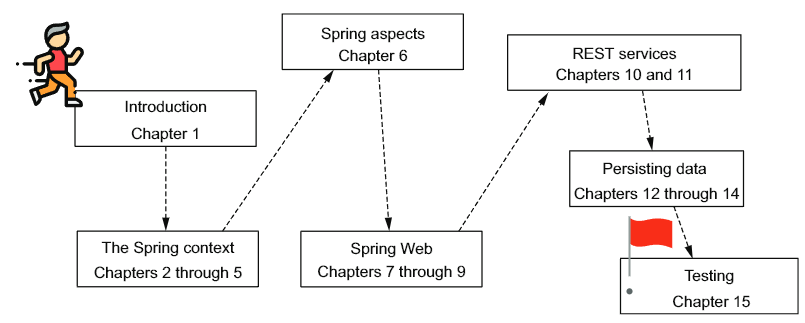 Introduction
Chapter 1
The Spring context
Chapters 2 through 5
Spring aspects
Chapter 6
Spring Web
Chapters 7 through 9
REST services
Chapters 10 and 11
Persisting data
Chapters 12 through 14
Testing
Chapter 15